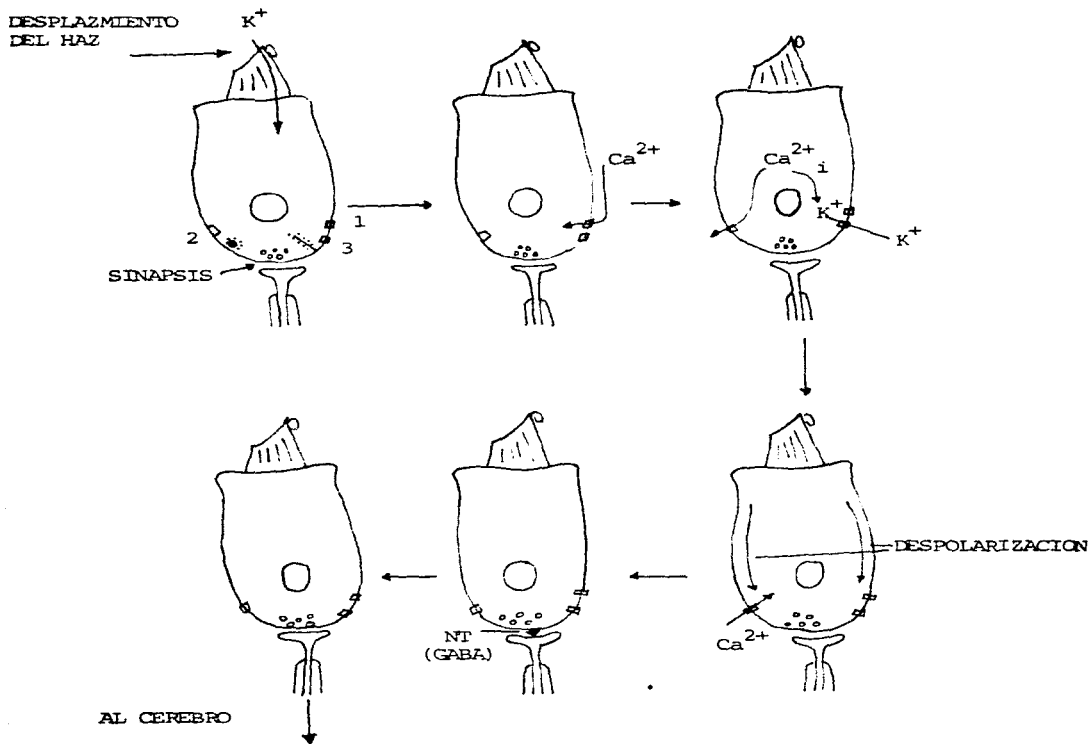 DESPLAZMIENTO
DEL HAZ
K+
1
2
3
SINAPSIS
Ca2+
Ca2+ i
K+
K+
DESPOLARIZACION
Ca2+
NT
(GABA)
AL CEREBRO